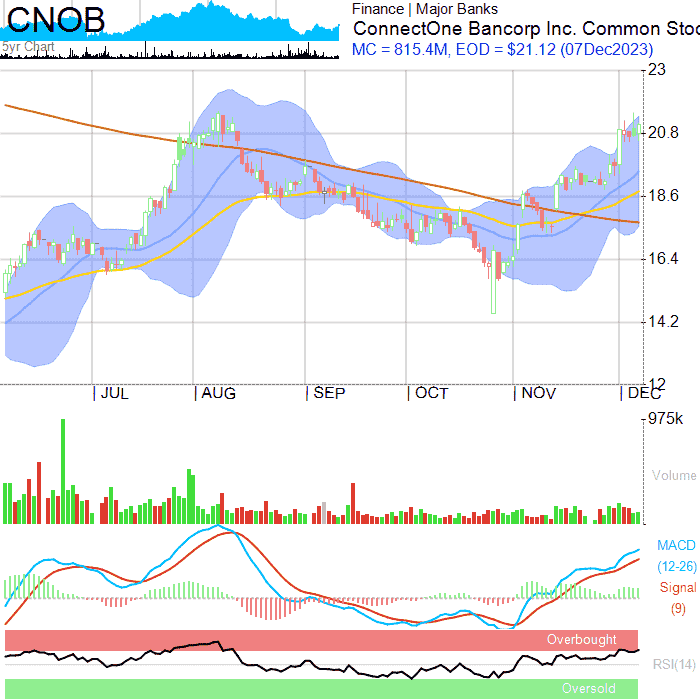 CNOB
5yr Chart
Finance | Major Banks
ConnectOne Bancorp Inc. Common Stoc
MC = 815.4M, EOD = $21.12 (07Dec2023)
23
20.8
18.6
16.4
14.2
12
JUL AUG SEP OCT NOV DEC
975k
Volume
MACD
(12-26)
Signal
(9)
Overbought
RSI(14)
Oversold